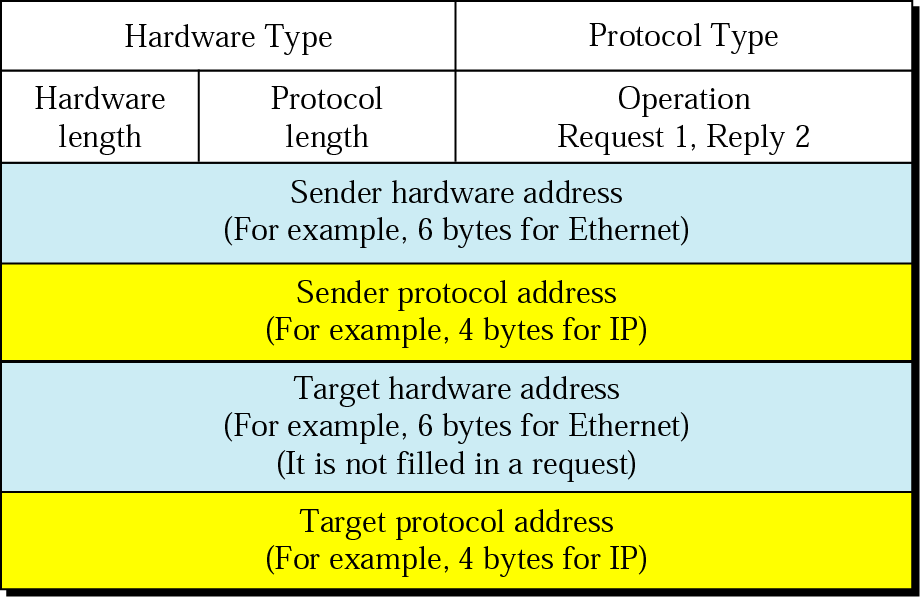 Hardware Type
Protocol Type
Hardware
length
Protocol
length
Operation
Request 1, Reply 2
Sender hardware address
(For example, 6 bytes for Ethernet)
Sender protocol address
(For example, 4 bytes for IP)
Target hardware address
(For example, 6 bytes for Ethernet)
(It is not filled in a request)
Target protocol address
(For example, 4 bytes for IP)